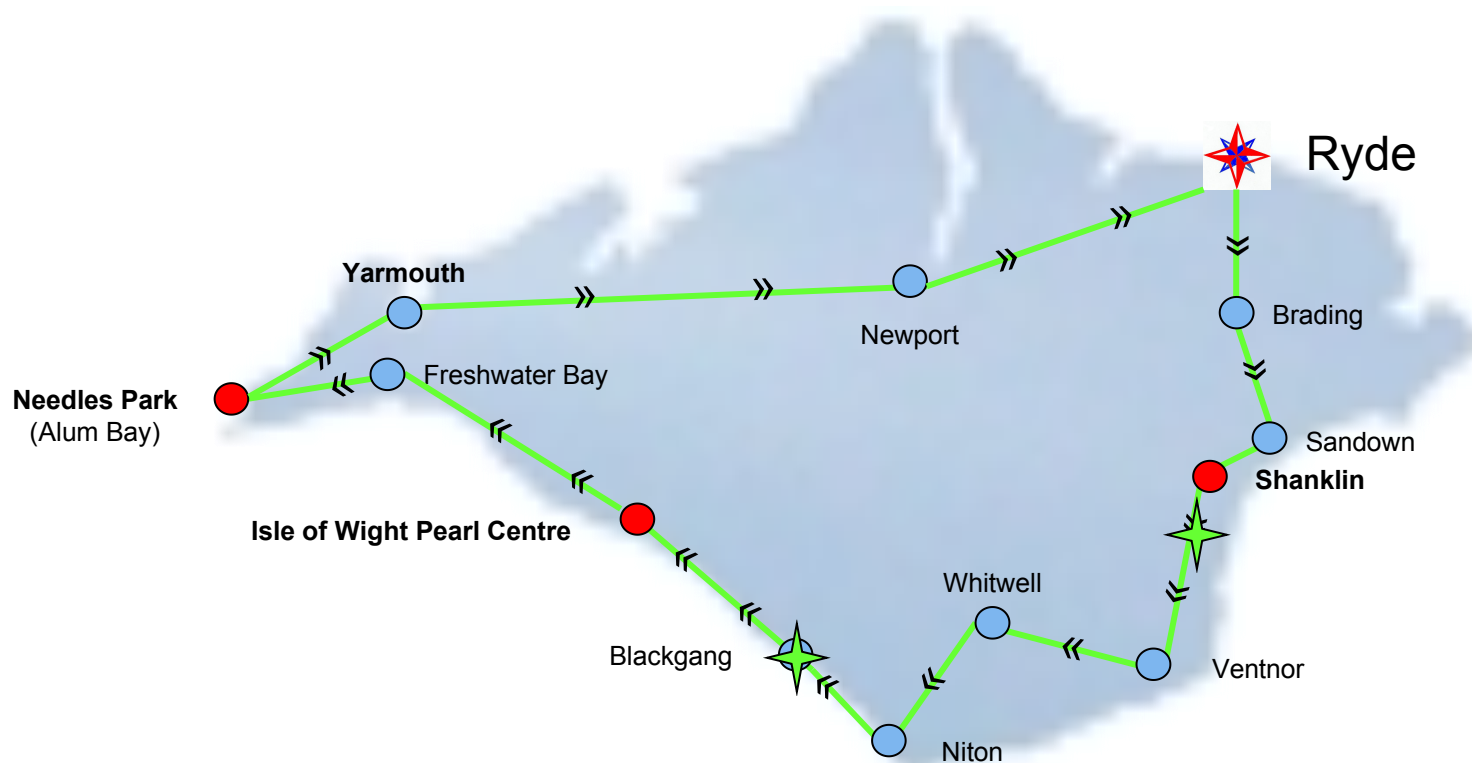 Ryde
Yarmouth
Brading
Newport
Freshwater Bay
Needles Park
(Alum Bay)
Sandown
Shanklin
Isle of Wight Pearl Centre
Whitwell
Blackgang
Ventnor
Niton